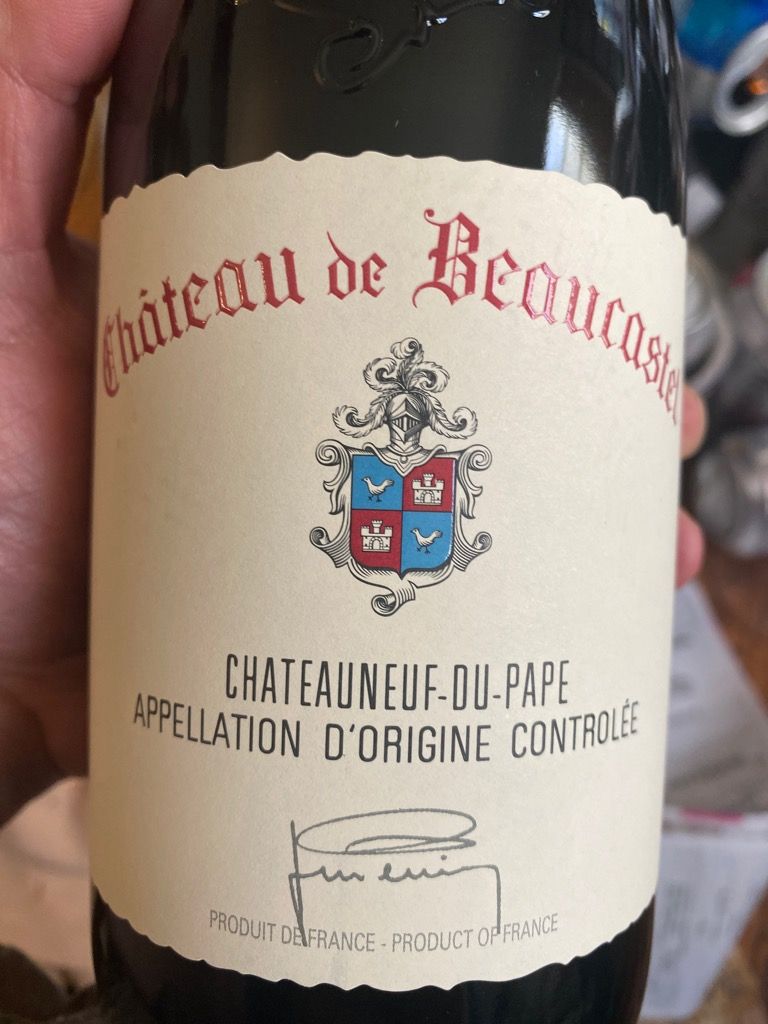 Château de Beaucastel
CHATEAUNEUF-DU-PAPE
APPELLATION D'ORIGINE CONTROLÉE
PRODUIT DE FRANCE - PRODUCT OF FRANCE